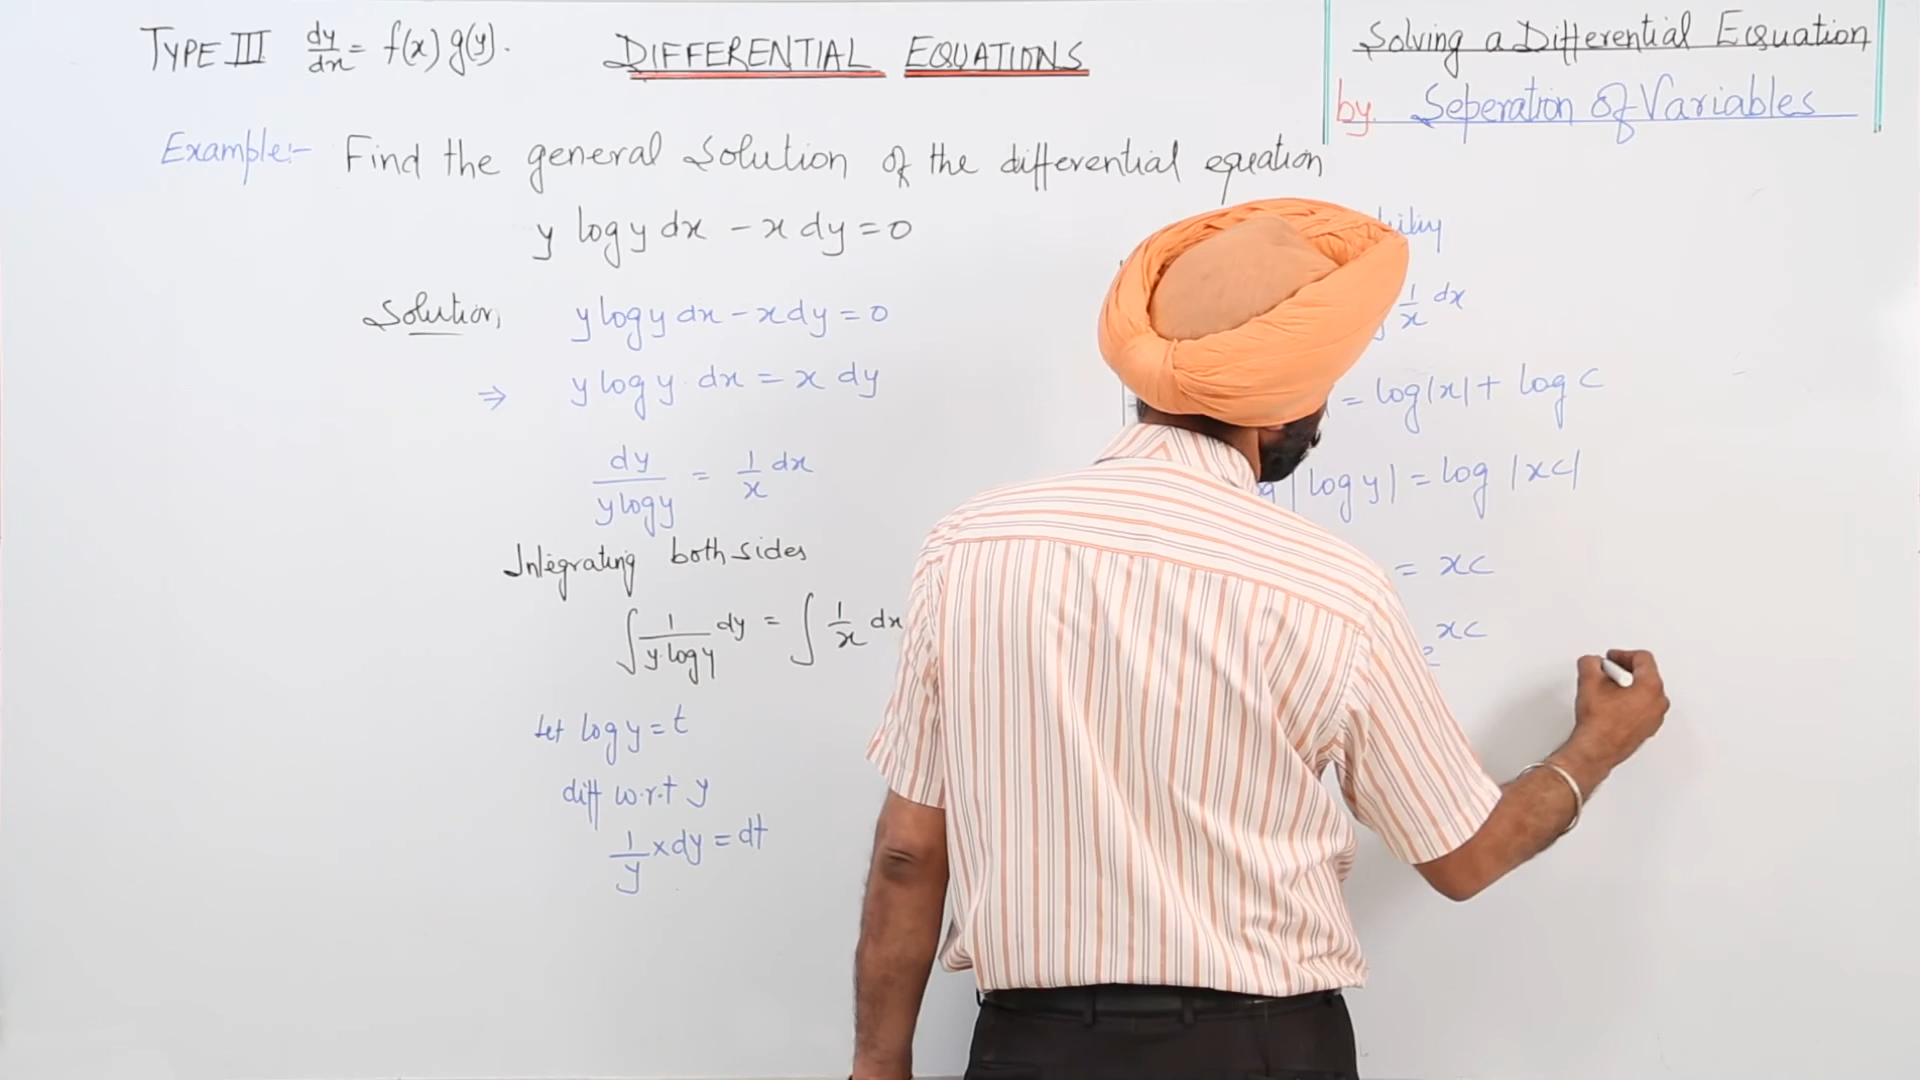 TYPE III dy/dx = f(x) g(y).
DIFFERENTIAL EQUATIONS
Solving a Differential Equation
by. Seperation of Variables
Example:- Find the general Solution of the differential equation
y log y dx - x dy = 0
Solution, y log y dx - x dy = 0
⇒ y log y dx = x dy
dy/(y log y) = 1/x dx
Integrating both sides
∫ 1/(y log y) dy = ∫ 1/x dx
Let log y = t
diff w.r.t y
1/y x dy = dt
1/x dx
= log|x| + log c
|log y| = log |xc|
= xc
e^xc